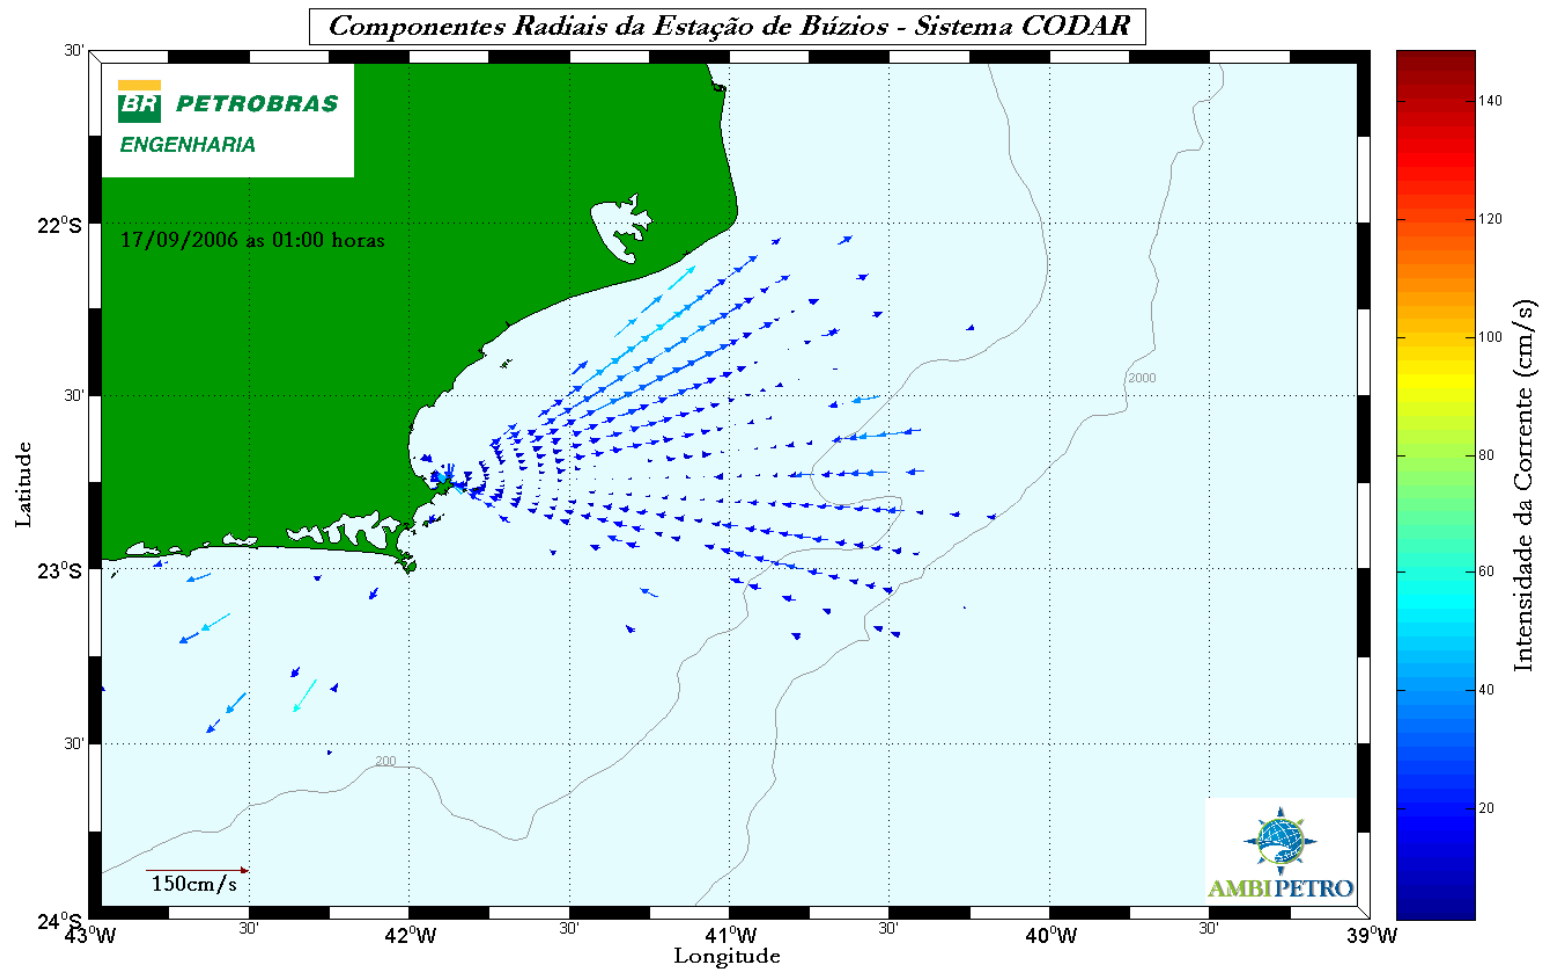 Componentes Radiais da Estação de Búzios - Sistema CODAR
BR PETROBRAS
ENGENHARIA
17/09/2006 as 01:00 horas
30'
22°S
30'
23°S
30'
24°S
Latitude
43°W
30'
42°W
30'
41°W
30'
40°W
30'
39°W
Longitude
200
2000
150cm/s
AMBIPETRO
140
120
100
80
60
40
20
Intensidade da Corrente (cm/s)